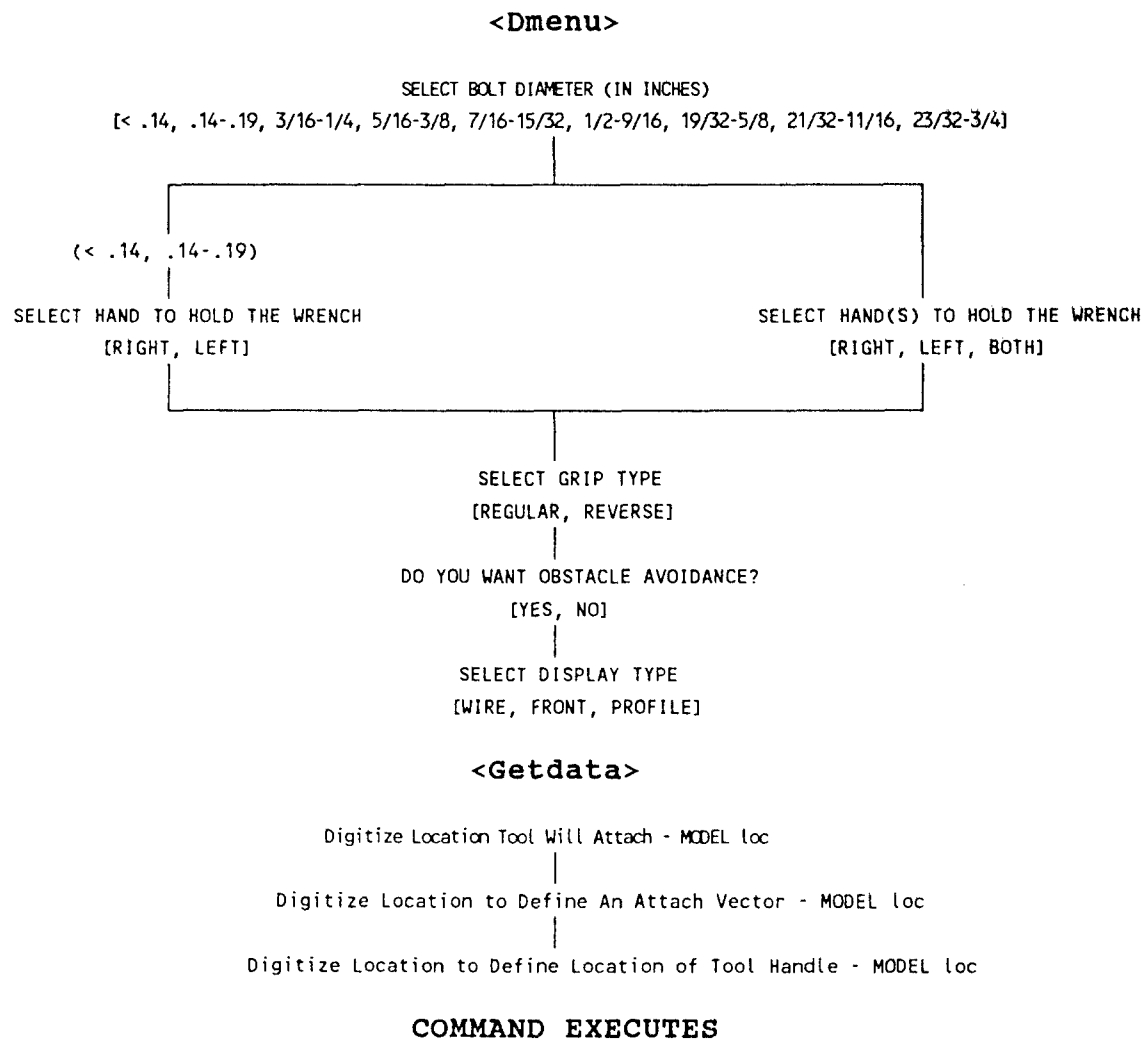 <Dmenu>
SELECT BOLT DIAMETER (IN INCHES)
[< .14, .14-.19, 3/16-1/4, 5/16-3/8, 7/16-15/32, 1/2-9/16, 19/32-5/8, 21/32-11/16, 23/32-3/4]
(< .14, .14-.19)
SELECT HAND TO HOLD THE WRENCH
[RIGHT, LEFT]
SELECT HAND(S) TO HOLD THE WRENCH
[RIGHT, LEFT, BOTH]
SELECT GRIP TYPE
[REGULAR, REVERSE]
DO YOU WANT OBSTACLE AVOIDANCE?
[YES, NO]
SELECT DISPLAY TYPE
[WIRE, FRONT, PROFILE]
<Getdata>
Digitize Location Tool Will Attach - MODEL loc
Digitize Location to Define An Attach Vector - MODEL loc
Digitize Location to Define Location of Tool Handle - MODEL loc
COMMAND EXECUTES